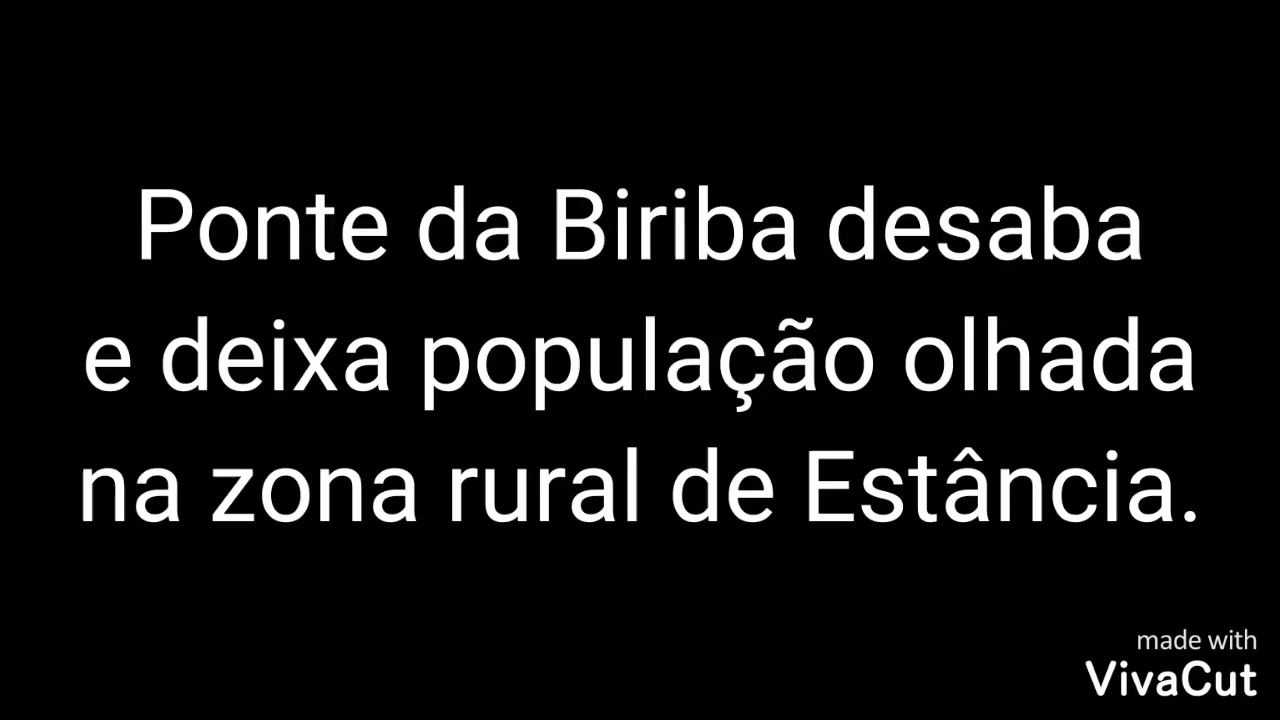 Ponte da Biriba desaba
e deixa população olhada
na zona rural de Estância.
made with
VivaCut